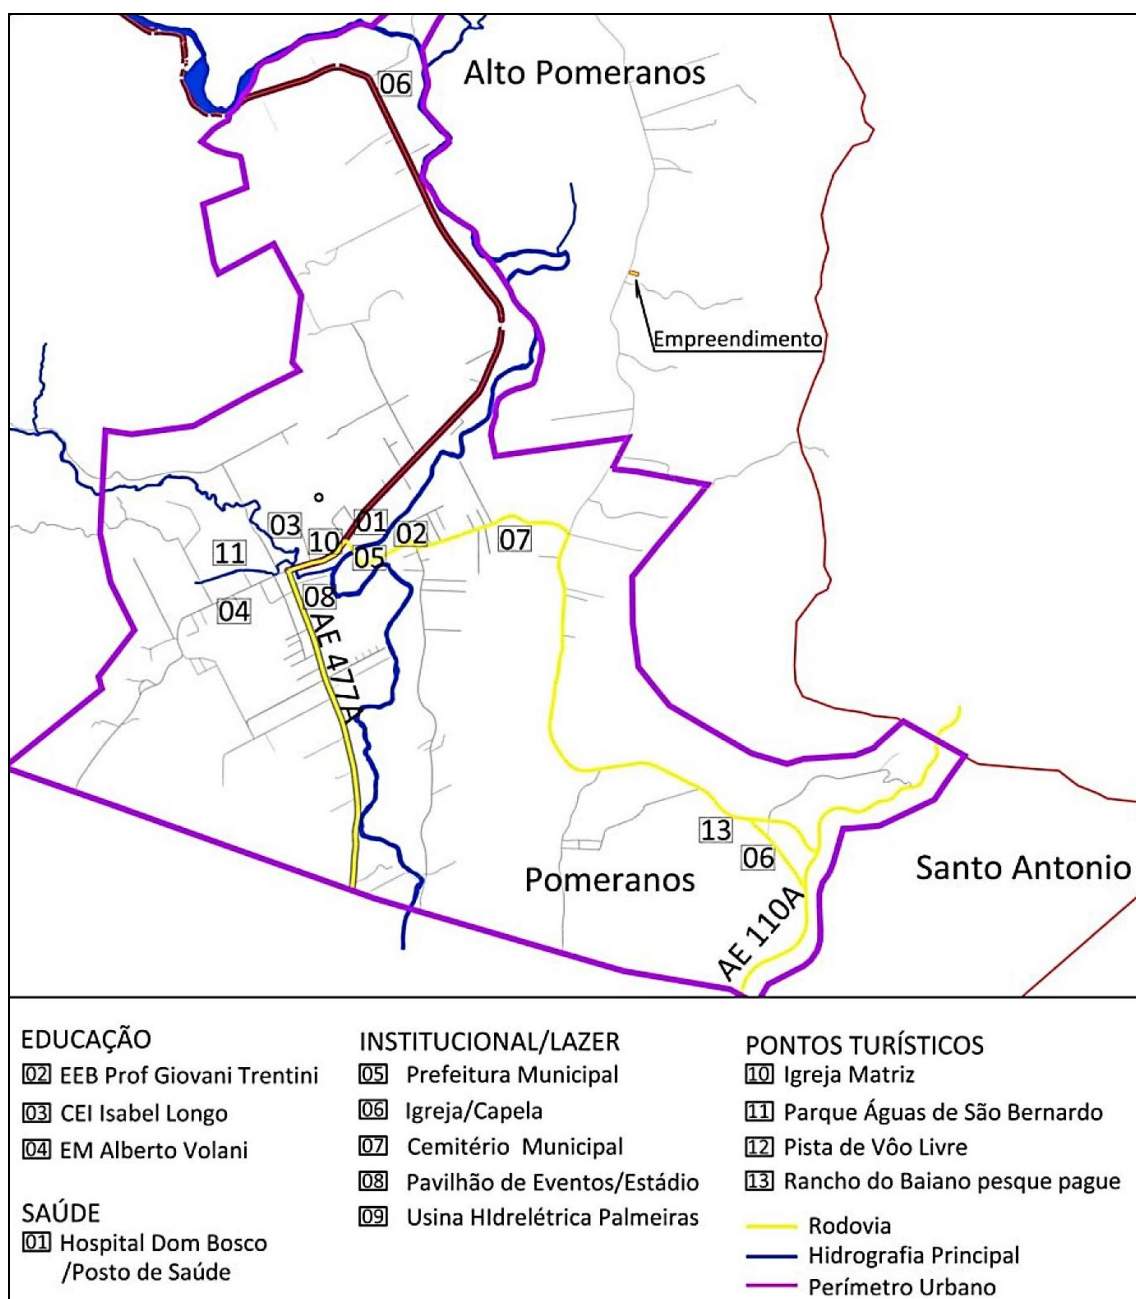 Alto Pomeranos
06
Empreendimento
01
03
02
10
07
11
05
08
04
AE 477A
13
06
Pomeranos
Santo Antonio
AE 110A
EDUCAÇÃO
02 EEB Prof Giovani Trentini
03 CEI Isabel Longo
04 EM Alberto Volani
SAÚDE
01 Hospital Dom Bosco
/Posto de Saúde
INSTITUCIONAL/LAZER
05 Prefeitura Municipal
06 Igreja/Capela
07 Cemitério Municipal
08 Pavilhão de Eventos/Estádio
09 Usina HIdrelétrica Palmeiras
PONTOS TURÍSTICOS
10 Igreja Matriz
11 Parque Águas de São Bernardo
12 Pista de Vôo Livre
13 Rancho do Baiano pesque pague
Rodovia
Hidrografia Principal
Perímetro Urbano